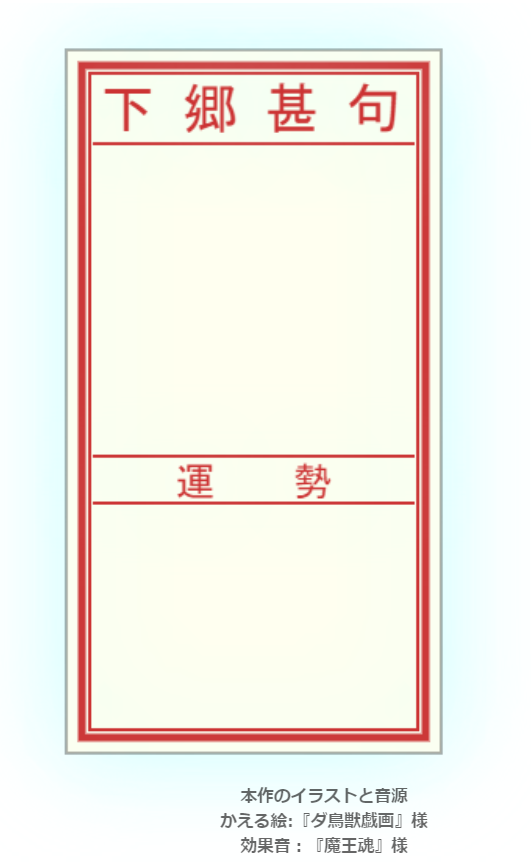 下郷甚句
運勢
本作のイラストと音源
かえる絵:『ダ鳥獣戯画』様
効果音：『魔王魂』様